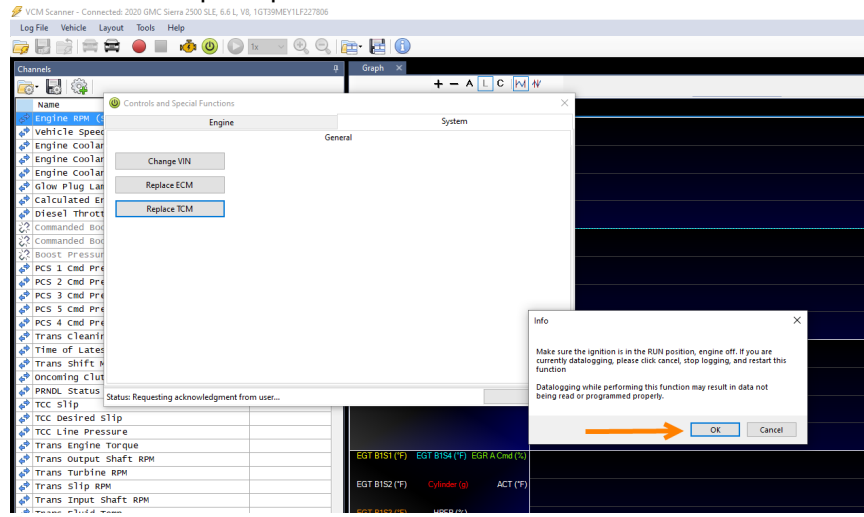 VCM Scanner - Connected: 2020 GMC Sierra 2500 SLE, 6.6 L, V8, 1GT39MEY1LF227806
Log File Vehicle Layout Tools Help
1x
Channels
Graph
+ − A L C
Name
Controls and Special Functions
Engine System
General
Change VIN
Replace ECM
Replace TCM
Status: Requesting acknowledgment from user...
Engine RPM (S
Vehicle Speed
Engine Coolan
Engine Coolan
Engine Coolan
Glow Plug Lam
Calculated En
Diesel Thrott
Commanded Boo
Commanded Boo
Boost Pressur
PCS 1 Cmd Pre
PCS 2 Cmd Pre
PCS 3 Cmd Pre
PCS 5 Cmd Pre
PCS 4 Cmd Pre
Trans Cleanin
Time of Lates
Trans Shift M
Oncoming Clut
PRNDL Status
TCC Slip
TCC Desired Slip
TCC Line Pressure
Trans Engine Torque
Trans Output Shaft RPM
Trans Turbine RPM
Trans Slip RPM
Trans Input Shaft RPM
Trans Fluid Temp
Info
Make sure the ignition is in the RUN position, engine off. If you are
currently datalogging, please click cancel, stop logging, and restart this
function
Datalogging while performing this function may result in data not
being read or programmed properly.
OK Cancel
EGT B1S1 (°F) EGT B1S4 (°F) EGR A Cmd (%)
EGT B1S2 (°F) Cylinder (g) ACT (°F)
EGT B1S3 (°F)